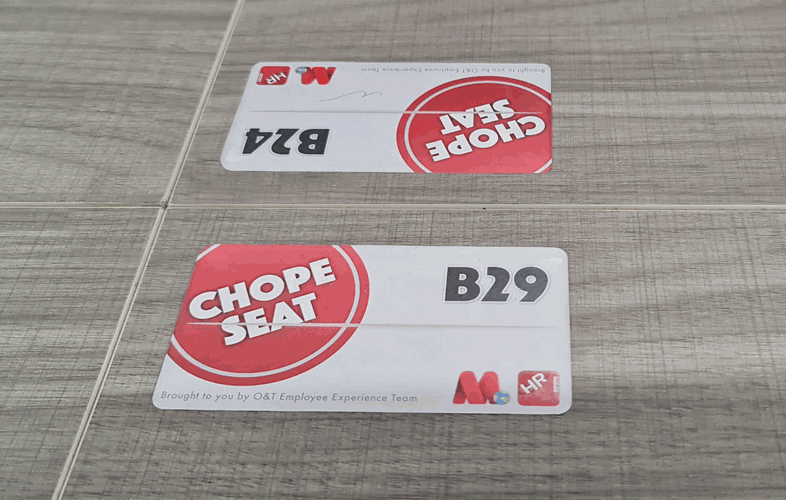 Brought to you by O&T Employee Experience Team
M
HR
CHOPE
SEAT
B24
CHOPE
SEAT
B29
Brought to you by O&T Employee Experience Team
M
HR